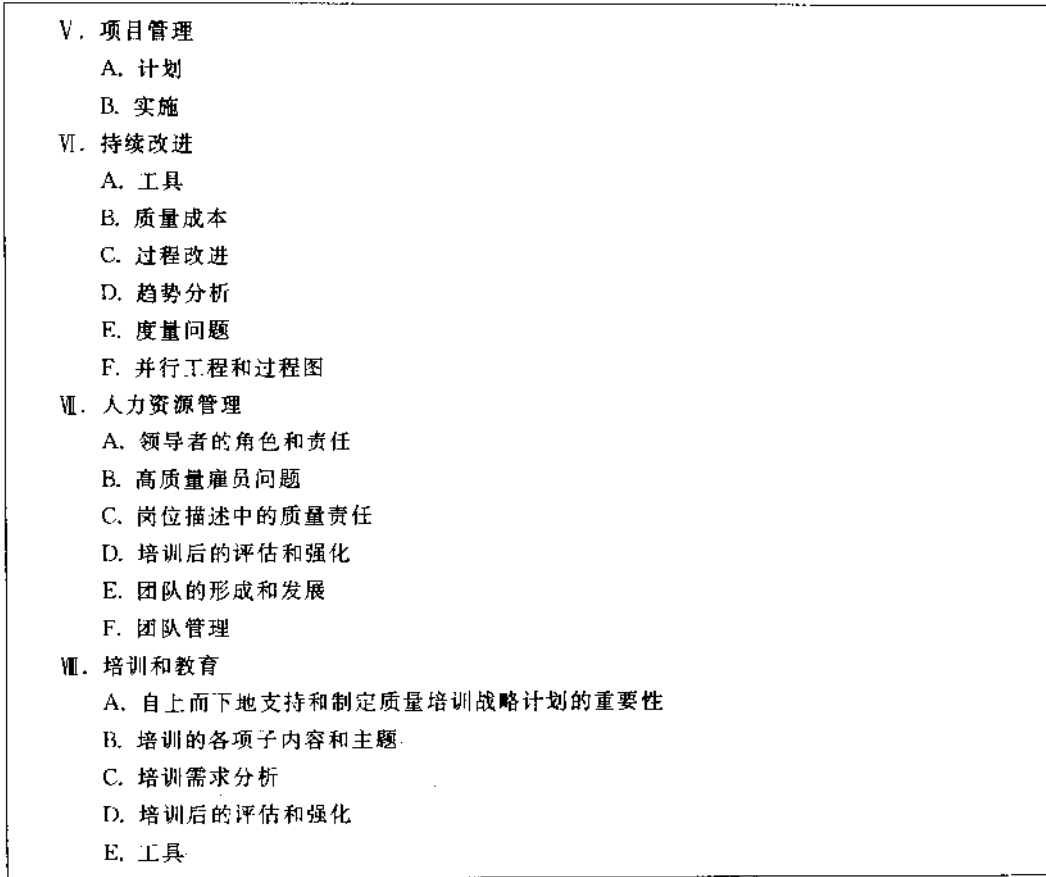 Ⅴ. 项目管理
A. 计划
B. 实施
Ⅵ. 持续改进
A. 工具
B. 质量成本
C. 过程改进
D. 趋势分析
E. 度量问题
F. 并行工程和过程图
Ⅶ. 人力资源管理
A. 领导者的角色和责任
B. 高质量雇员问题
C. 岗位描述中的质量责任
D. 培训后的评估和强化
E. 团队的形成和发展
F. 团队管理
Ⅷ. 培训和教育
A. 自上而下地支持和制定质量培训战略计划的重要性
B. 培训的各项子内容和主题
C. 培训需求分析
D. 培训后的评估和强化
E. 工具